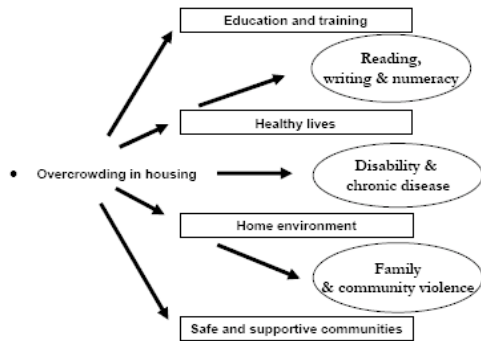 Education and training
Reading,
writing & numeracy
Healthy lives
• Overcrowding in housing
Disability &
chronic disease
Home environment
Family
& community violence
Safe and supportive communities